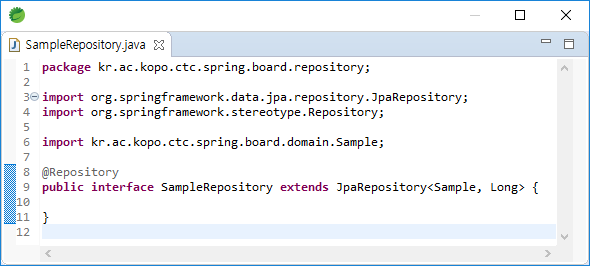 SampleRepository.java
1 package kr.ac.kopo.ctc.spring.board.repository;
2
3 import org.springframework.data.jpa.repository.JpaRepository;
4 import org.springframework.stereotype.Repository;
5
6 import kr.ac.kopo.ctc.spring.board.domain.Sample;
7
8 @Repository
9 public interface SampleRepository extends JpaRepository<Sample, Long> {
10
11 }
12